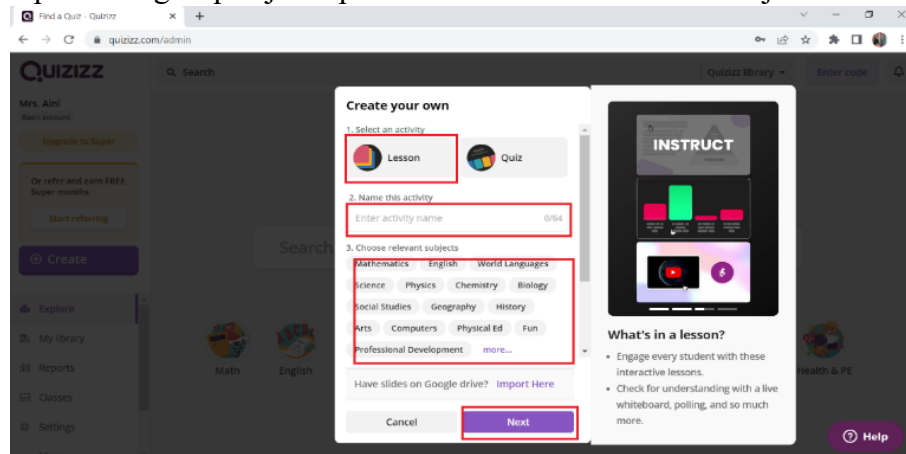 Find a Quiz - Quizizz
quizizz.com/admin
QUIZIZZ
Search
Quizizz library
Enter code
Mrs. Aini
Basic account
Upgrade to Super
Or refer and earn FREE
Super months
Start referring
Create
Explore
My library
Reports
Classes
Settings
Search
Math
English
Health & PE
Create your own
1. Select an activity
Lesson
Quiz
2. Name this activity
Enter activity name
0/64
3. Choose relevant subjects
Mathematics English World Languages
Science Physics Chemistry Biology
Social Studies Geography History
Arts Computers Physical Ed Fun
Professional Development more...
Have slides on Google drive? Import Here
Cancel
Next
INSTRUCT
What's in a lesson?
• Engage every student with these
interactive lessons.
• Check for understanding with a live
whiteboard, polling, and so much
more.
Help